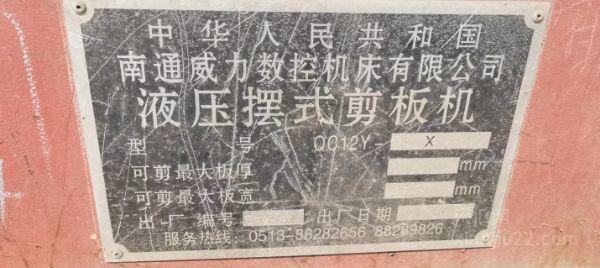 中华人民共和国
南通威力数控机床有限公司
液压摆式剪板机
型 号 QC12Y- X
可剪最大板厚 mm
可剪最大板宽 mm
出厂编号 出厂日期
服务热线: 0513-88282656 88289826